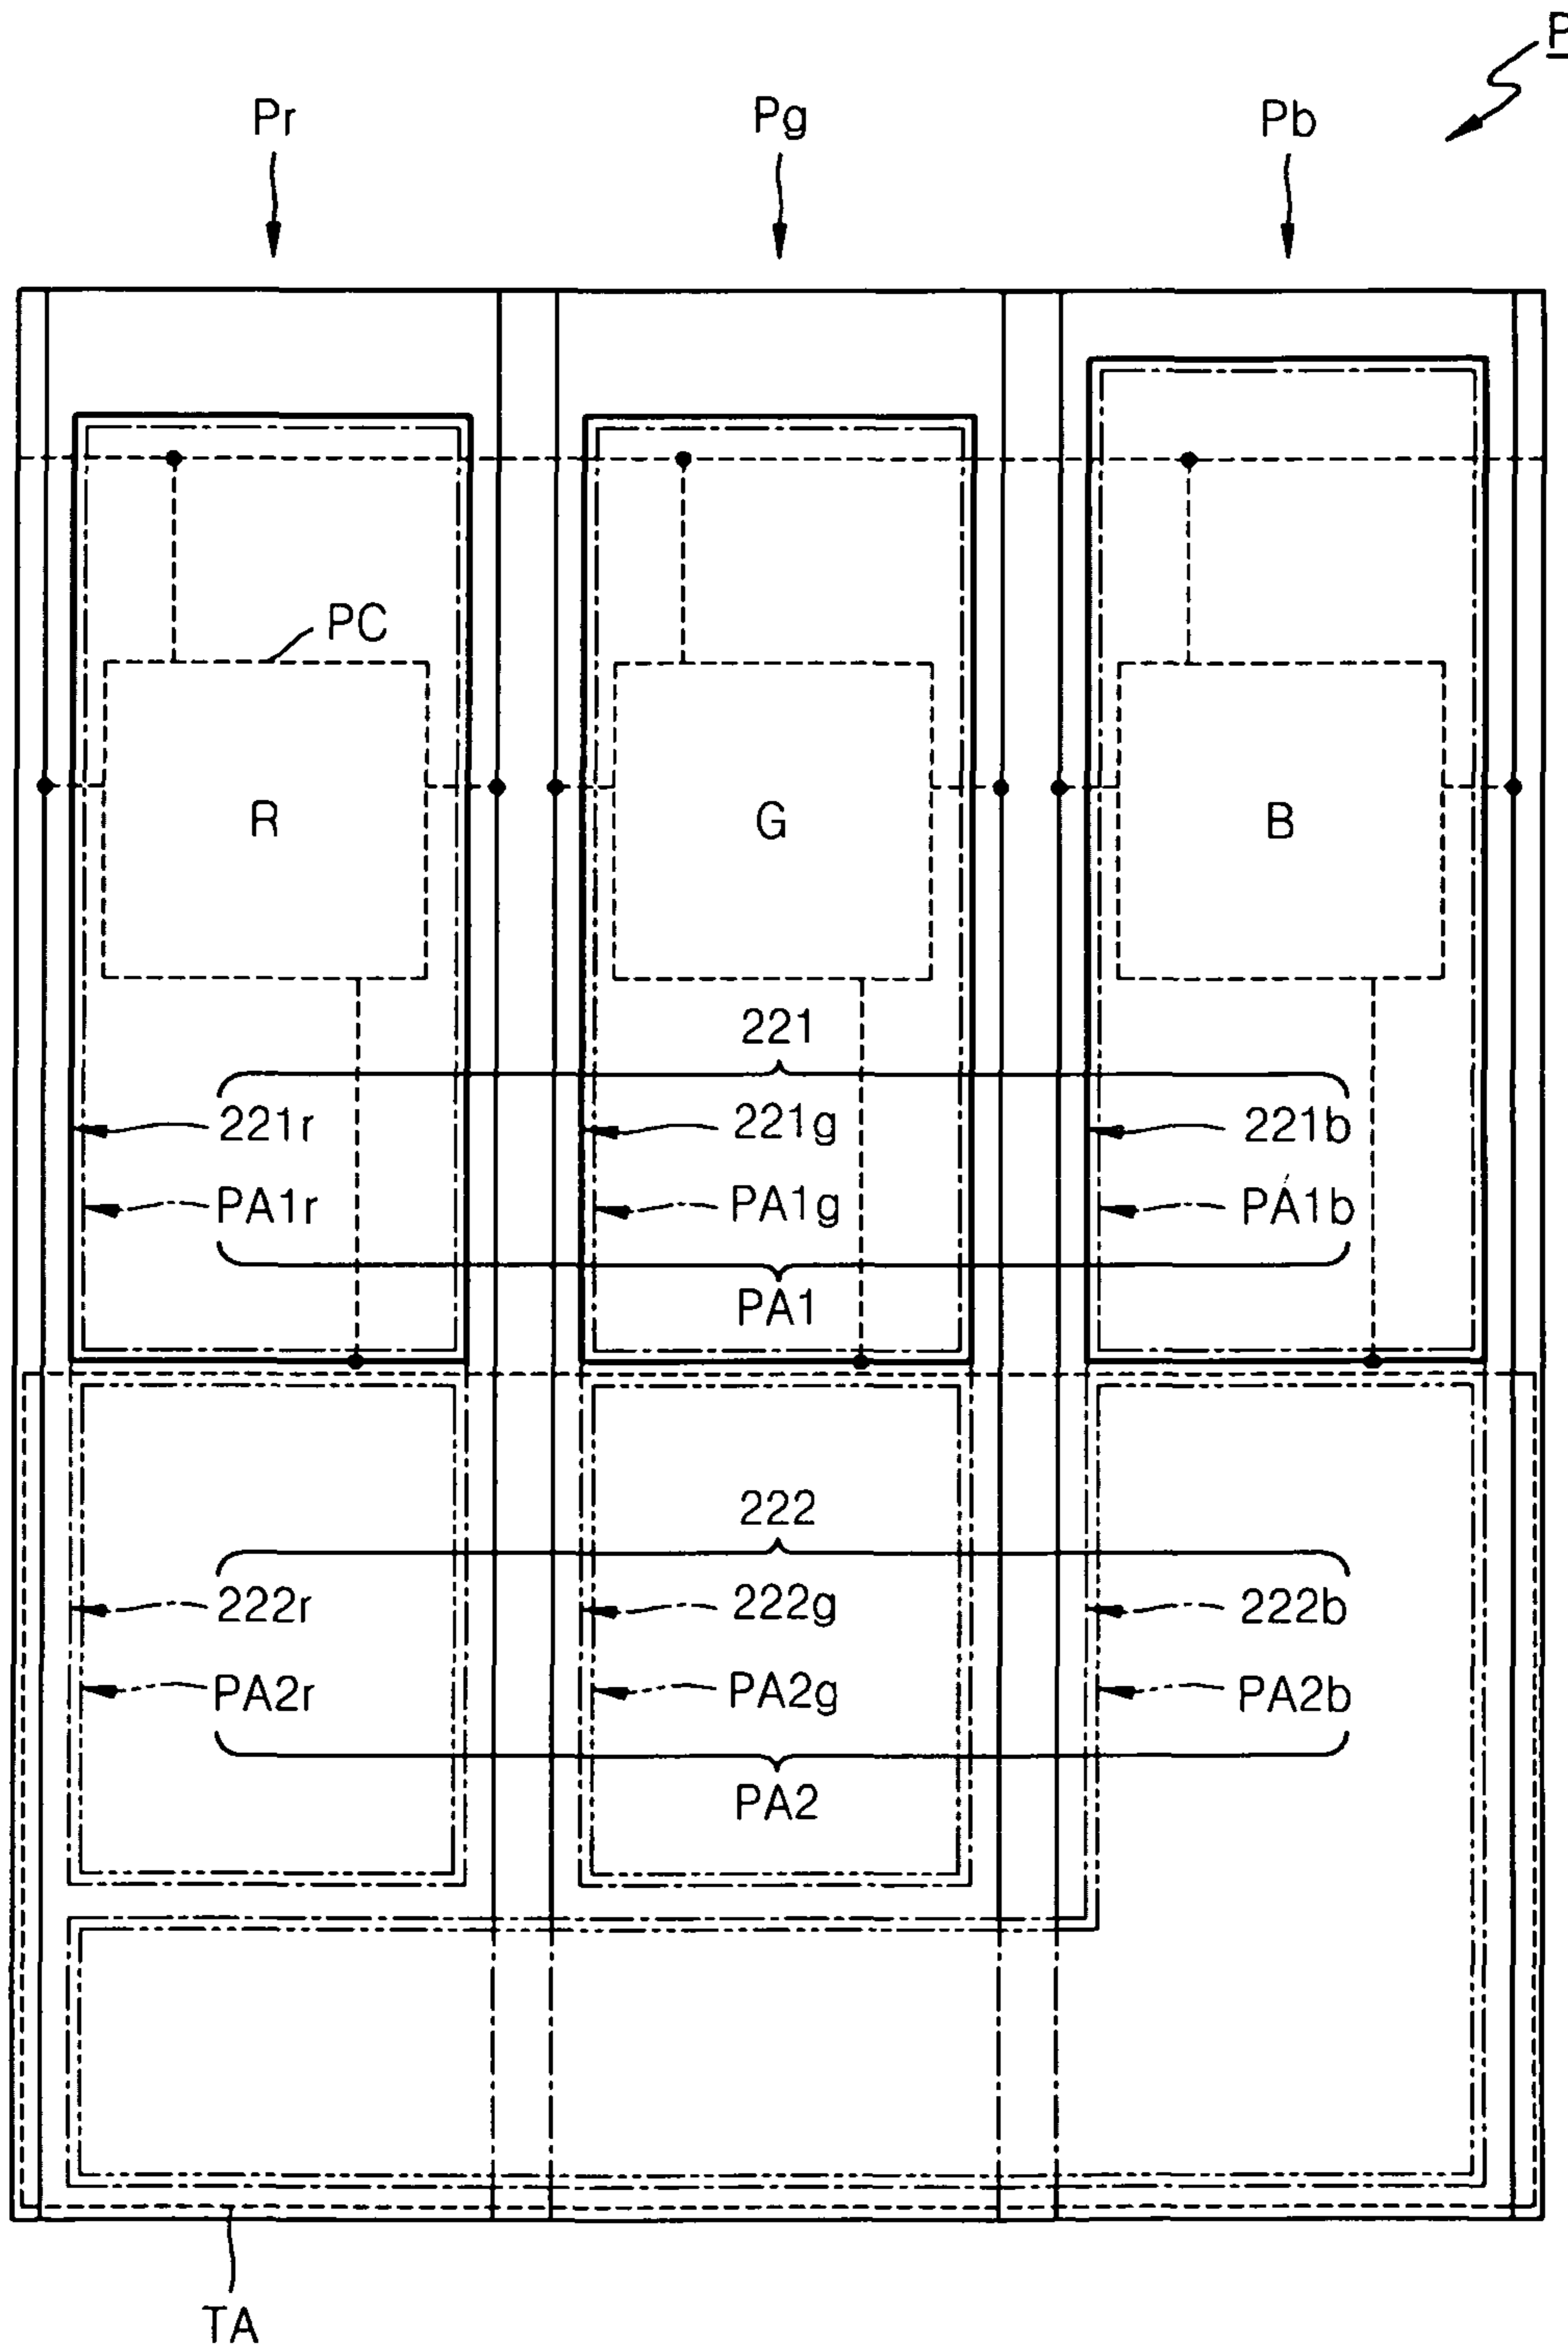 P
Pr Pg Pb
PC
R G B
221
221r 221g 221b
PA1r PA1g PA1b
PA1
222
222r 222g 222b
PA2r PA2g PA2b
PA2
TA